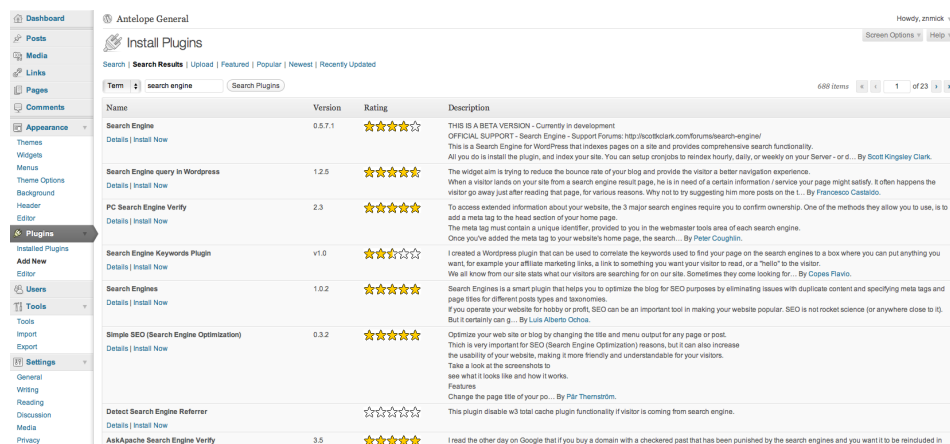 Dashboard
Posts
Media
Links
Pages
Comments
Appearance
Themes
Widgets
Menus
Theme Options
Background
Header
Editor
Plugins
Installed Plugins
Add New
Editor
Users
Tools
Tools
Import
Export
Settings
General
Writing
Reading
Discussion
Media
Privacy
Antelope General
Howdy, znmick
Screen Options
Help
Install Plugins
Search | Search Results | Upload | Featured | Popular | Newest | Recently Updated
Term search engine Search Plugins
688 items « ‹ 1 of 23 ›
Name Version Rating Description
Search Engine 0.5.7.1 THIS IS A BETA VERSION - Currently in development
Details | Install Now OFFICIAL SUPPORT - Search Engine - Support Forums: http://scottkclark.com/forums/search-engine/
This is a Search Engine for WordPress that indexes pages on a site and provides comprehensive search functionality.
All you do is install the plugin, and index your site. You can setup cronjobs to reindex hourly, daily, or weekly on your Server - or d… By Scott Kingsley Clark.
Search Engine query in Wordpress 1.2.5 The widget aim is trying to reduce the bounce rate of your blog and provide the visitor a better navigation experience.
Details | Install Now When a visitor lands on your site from a search engine result page, he is in need of a certain information / service your page might satisfy. It often happens the
visitor go away just after reading that page, for various reasons. Why not to try suggesting him more posts on the t… By Francesco Castaldo.
PC Search Engine Verify 2.3 To access extended information about your website, the 3 major search engines require you to confirm ownership. One of the methods they allow you to use, is to
Details | Install Now add a meta tag to the head section of your home page.
The meta tag must contain a unique identifier, provided to you in the webmaster tools area of each search engine.
Once you've added the meta tag to your website's home page, the search… By Peter Coughlin.
Search Engine Keywords Plugin v1.0 I created a Wordpress plugin that can be used to correlate the keywords used to find your page on the search engines to a box where you can put anything you
Details | Install Now want, for example your affiliate marketing links, a link to something you want your visitor to read, or a "hello" to the visitor.
We all know from our site stats what our visitors are searching for on our site. Sometimes they come looking for… By Copes Flavio.
Search Engines 1.0.2 Search Engines is a smart plugin that helps you to optimize the blog for SEO purposes by eliminating issues with duplicate content and specifying meta tags and
Details | Install Now page titles for different posts types and taxonomies.
If you operate your website for hobby or profit, SEO can be an important tool in making your website popular. SEO is not rocket science (or anywhere close to it).
But it certainly can g… By Luis Alberto Ochoa.
Simple SEO (Search Engine Optimization) 0.3.2 Optimize your web site or blog by changing the title and menu output for any page or post.
Details | Install Now Thich is very important for SEO (Search Engine Optimization) reasons, but it can also increase
the usability of your website, making it more friendly and understandable for your visitors.
Take a look at the screenshots to
see what it looks like and how it works.
Features
Change the page title of your po… By Pär Thernström.
Detect Search Engine Referrer This plugin disable w3 total cache plugin functionality if visitor is coming from search engine.
Details | Install Now
AskApache Search Engine Verify 3.5 I read the other day on Google that if you buy a domain with a checkered past that has been punished by the search engines and you want it to be reincluded in